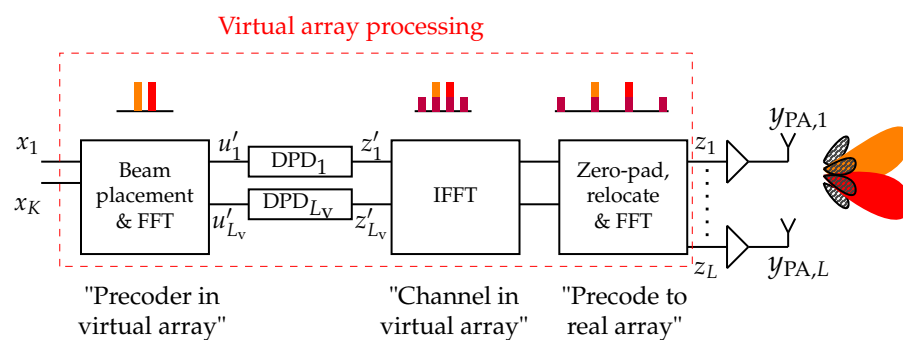 Virtual array processing
x1
xK
Beam
placement
& FFT
u′1
u′Lv
DPD1
DPDLv
z′1
z′Lv
IFFT
Zero-pad,
relocate
& FFT
z1
zL
yPA,1
yPA,L
"Precoder in
virtual array"
"Channel in
virtual array"
"Precode to
real array"